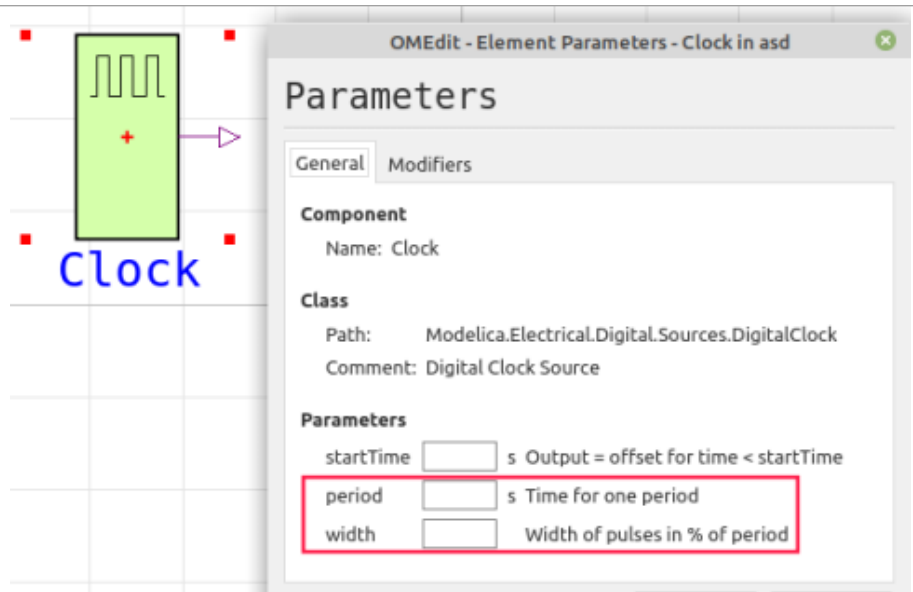 OMEdit - Element Parameters - Clock in asd
Parameters
General Modifiers
Component
Name: Clock
Clock
Class
Path: Modelica.Electrical.Digital.Sources.DigitalClock
Comment: Digital Clock Source
Parameters
startTime s Output = offset for time < startTime
period s Time for one period
width Width of pulses in % of period